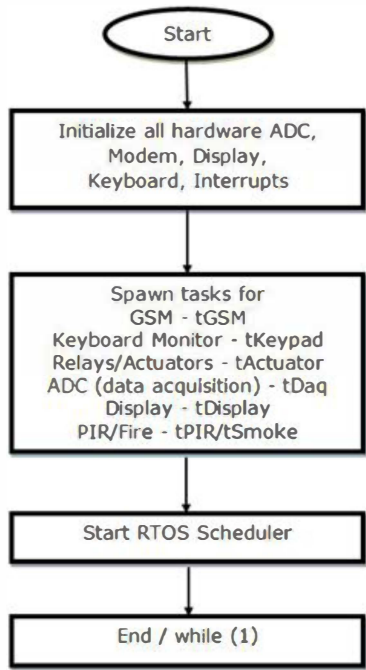 Start
Initialize all hardware ADC,
Modem, Display,
Keyboard, Interrupts
Spawn tasks for
GSM - tGSM
Keyboard Monitor - tKeypad
Relays/Actuators - tActuator
ADC (data acquisition) - tDaq
Display - tDisplay
PIR/Fire - tPIR/tSmoke
Start RTOS Scheduler
End / while (1)